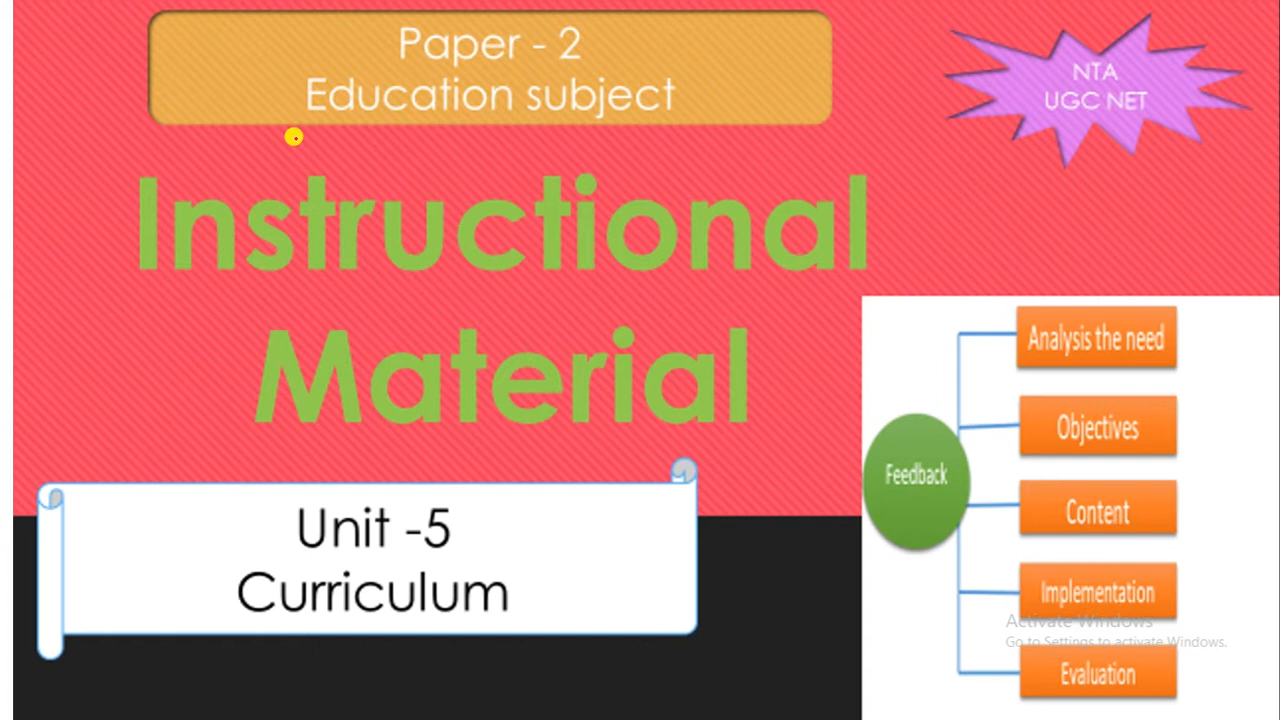 Paper - 2
Education subject
NTA
UGC NET
Instructional
Material
Unit -5
Curriculum
Feedback
Analysis the need
Objectives
Content
Implementation
Activate Windows
Go to Settings to activate Windows.
Evaluation